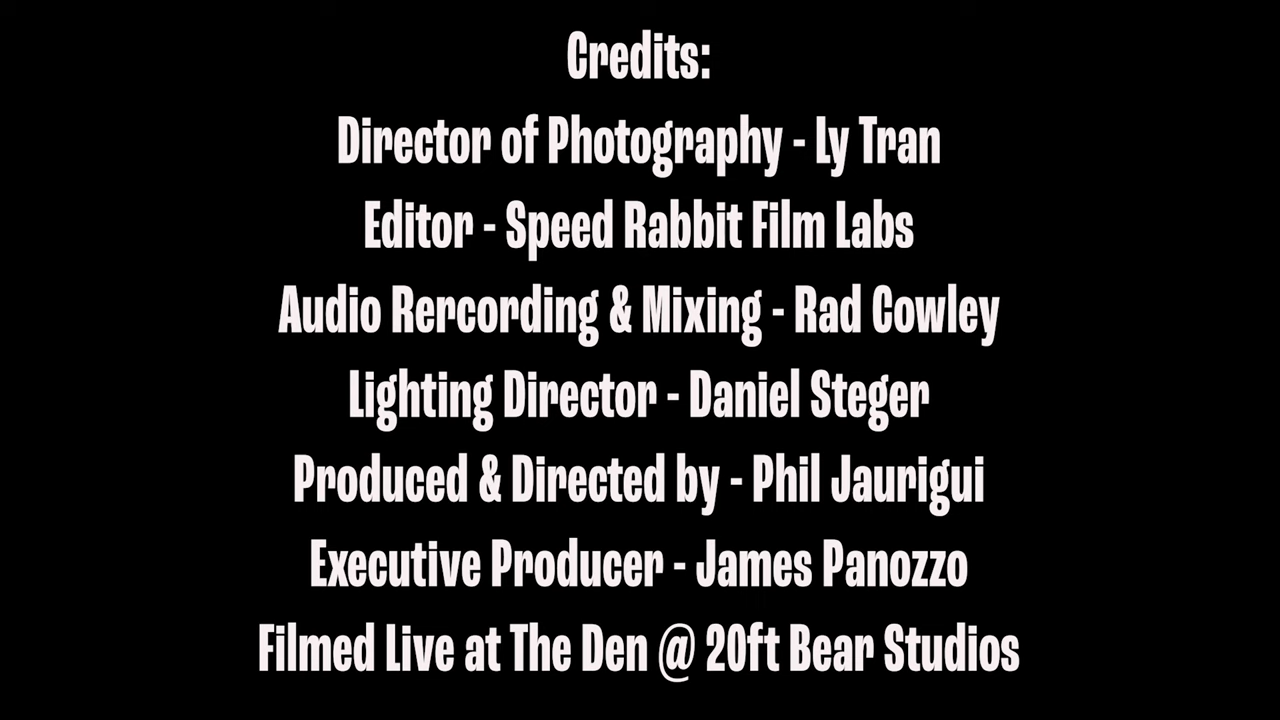 Credits:
Director of Photography - Ly Tran
Editor - Speed Rabbit Film Labs
Audio Rercording & Mixing - Rad Cowley
Lighting Director - Daniel Steger
Produced & Directed by - Phil Jaurigui
Executive Producer - James Panozzo
Filmed Live at The Den @ 20ft Bear Studios